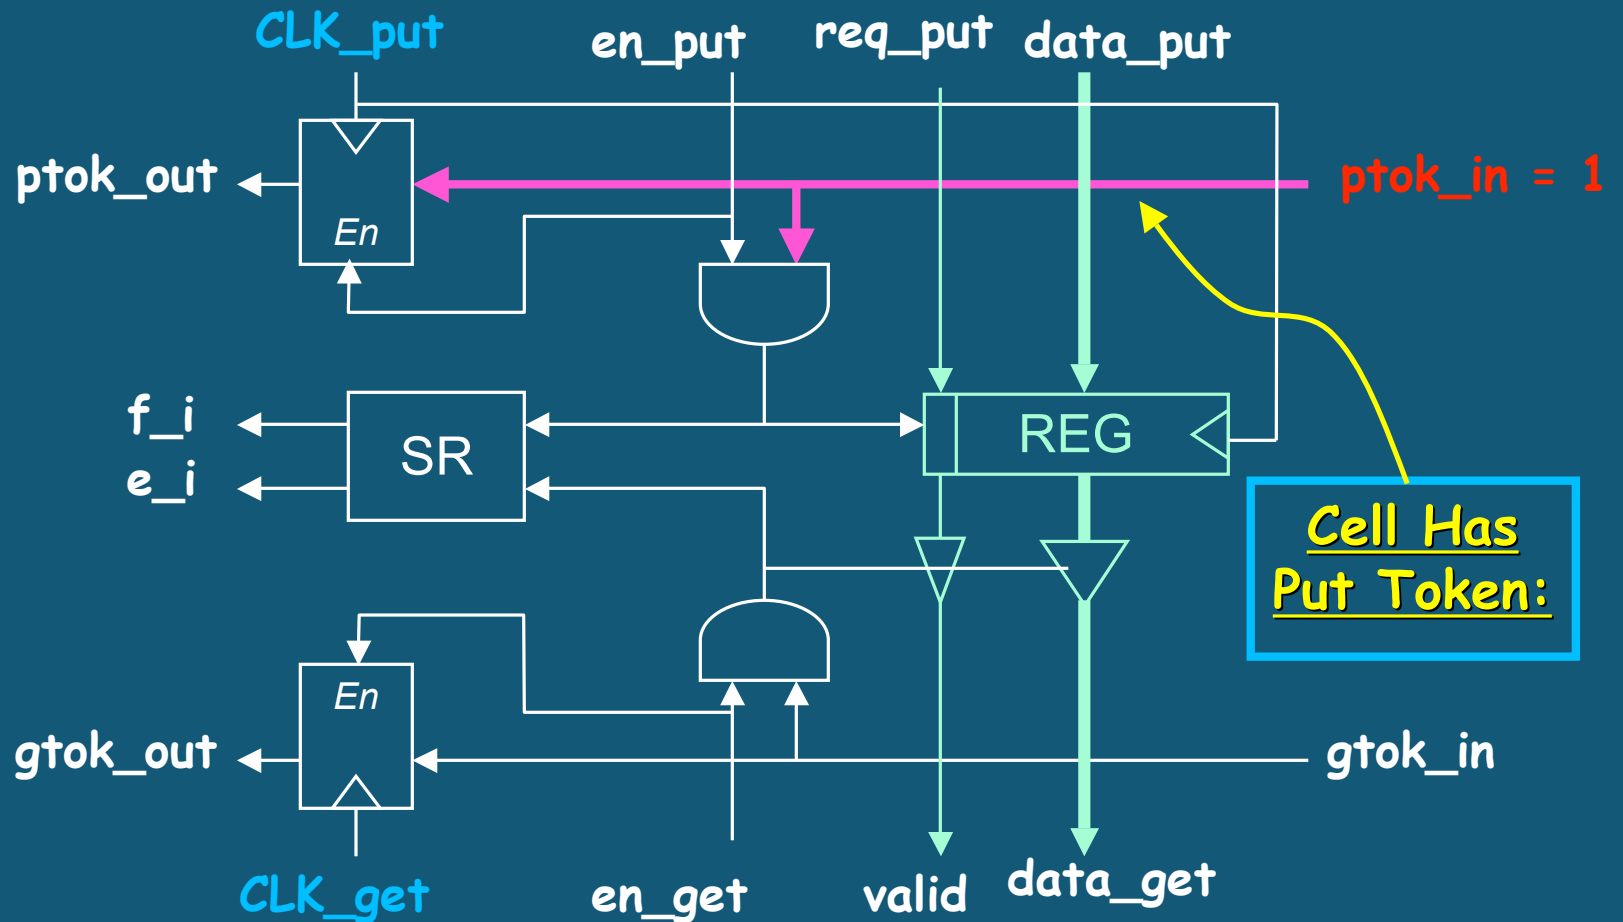 CLK_put en_put req_put data_put
ptok_out ptok_in = 1
En
f_i
SR REG
e_i
Cell Has
Put Token:
En
gtok_out gtok_in
CLK_get en_get valid data_get